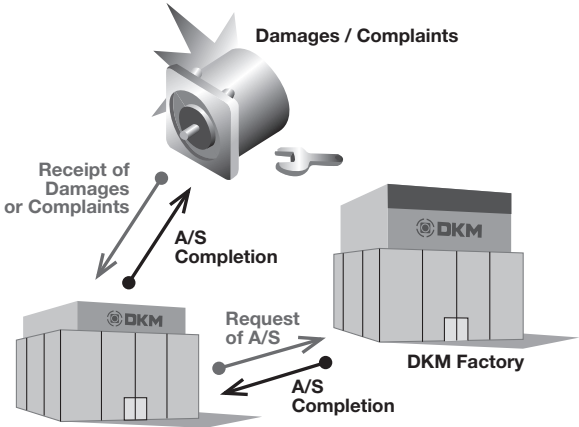 Damages / Complaints
Receipt of
Damages
or Complaints
A/S
Completion
DKM
DKM
Request
of A/S
DKM Factory
A/S
Completion